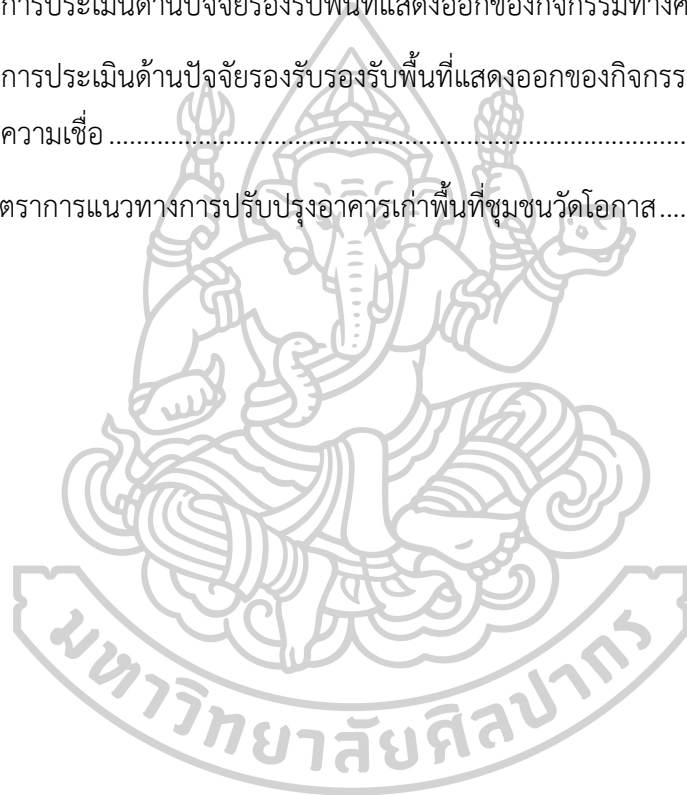 การประเมินด้านปัจจัยรองรับพื้นที่แสดงออกของกิจกรรมทางค
การประเมินด้านปัจจัยรองรับรองรับพื้นที่แสดงออกของกิจกรร
ความเชื่อ
ตราการแนวทางการปรับปรุงอาคารเก่าพื้นที่ชุมชนวัดโอกาส
มหาวิทยาลัยศิลปากร